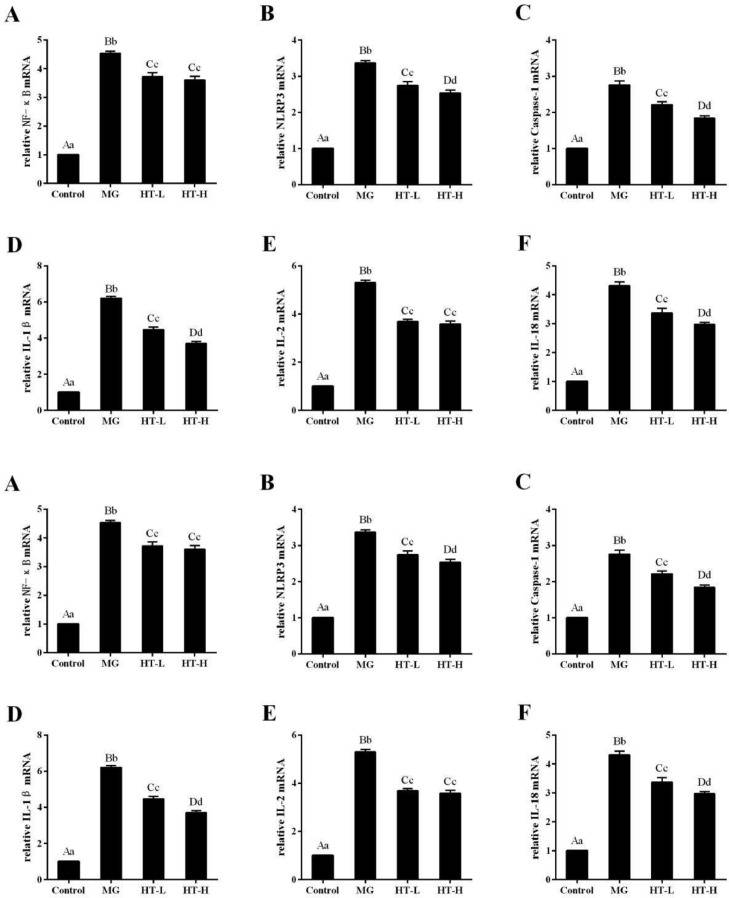 A
B
C
relative NF-κβ mRNA
5
4
3
2
1
0
Aa
Bb
Cc
Cc
Control
MG
HT-L
HT-H
relative NLRP3 mRNA
4
3
2
1
0
Aa
Bb
Cc
Dd
Control
MG
HT-L
HT-H
relative Caspase-1 mRNA
4
3
2
1
0
Aa
Bb
Cc
Dd
Control
MG
HT-L
HT-H
D
E
F
relative IL-1β mRNA
8
6
4
2
0
Aa
Bb
Cc
Dd
Control
MG
HT-L
HT-H
relative IL-2 mRNA
6
4
2
0
Aa
Bb
Cc
Cc
Control
MG
HT-L
HT-H
relative IL-18 mRNA
5
4
3
2
1
0
Aa
Bb
Cc
Dd
Control
MG
HT-L
HT-H
A
B
C
relative NF-κβ mRNA
5
4
3
2
1
0
Aa
Bb
Cc
Cc
Control
MG
HT-L
HT-H
relative NLRP3 mRNA
4
3
2
1
0
Aa
Bb
Cc
Dd
Control
MG
HT-L
HT-H
relative Caspase-1 mRNA
4
3
2
1
0
Aa
Bb
Cc
Dd
Control
MG
HT-L
HT-H
D
E
F
relative IL-1β mRNA
8
6
4
2
0
Aa
Bb
Cc
Dd
Control
MG
HT-L
HT-H
relative IL-2 mRNA
6
4
2
0
Aa
Bb
Cc
Cc
Control
MG
HT-L
HT-H
relative IL-18 mRNA
5
4
3
2
1
0
Aa
Bb
Cc
Dd
Control
MG
HT-L
HT-H